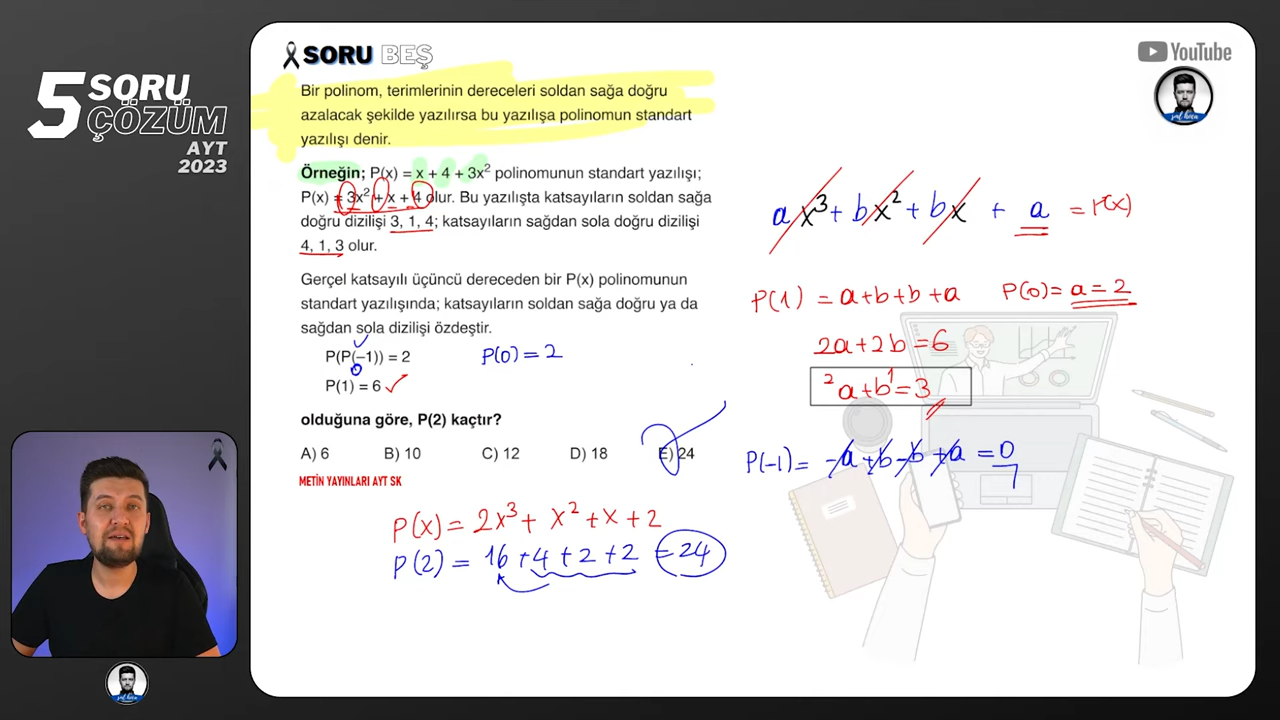 5 SORU
ÇÖZÜM
AYT
2023
SORU BEŞ
YouTube
Bir polinom, terimlerinin dereceleri soldan sağa doğru
azalacak şekilde yazılırsa bu yazılışa polinomun standart
yazılışı denir.
Örneğin; P(x) = x + 4 + 3x² polinomunun standart yazılışı;
P(x) = 3x² + x + 4 olur. Bu yazılışta katsayıların soldan sağa
doğru dizilişi 3, 1, 4; katsayıların sağdan sola doğru dizilişi
4, 1, 3 olur.
Gerçel katsayılı üçüncü dereceden bir P(x) polinomunun
standart yazılışında; katsayıların soldan sağa doğru ya da
sağdan sola dizilişi özdeştir.
P(P(−1)) = 2 P(0) = 2
0
P(1) = 6
olduğuna göre, P(2) kaçtır?
A) 6 B) 10 C) 12 D) 18 E) 24
METİN YAYINLARI AYT SK
P(x) = 2x³ + x² + x + 2
P(2) = 16 + 4 + 2 + 2 = 24
ax³ + bx² + bx + a = P(x)
P(1) = a+b+b+a P(0) = a = 2
2a+2b = 6
2 a+b 1 = 3
P(-1) = -a +b -b +a = 0